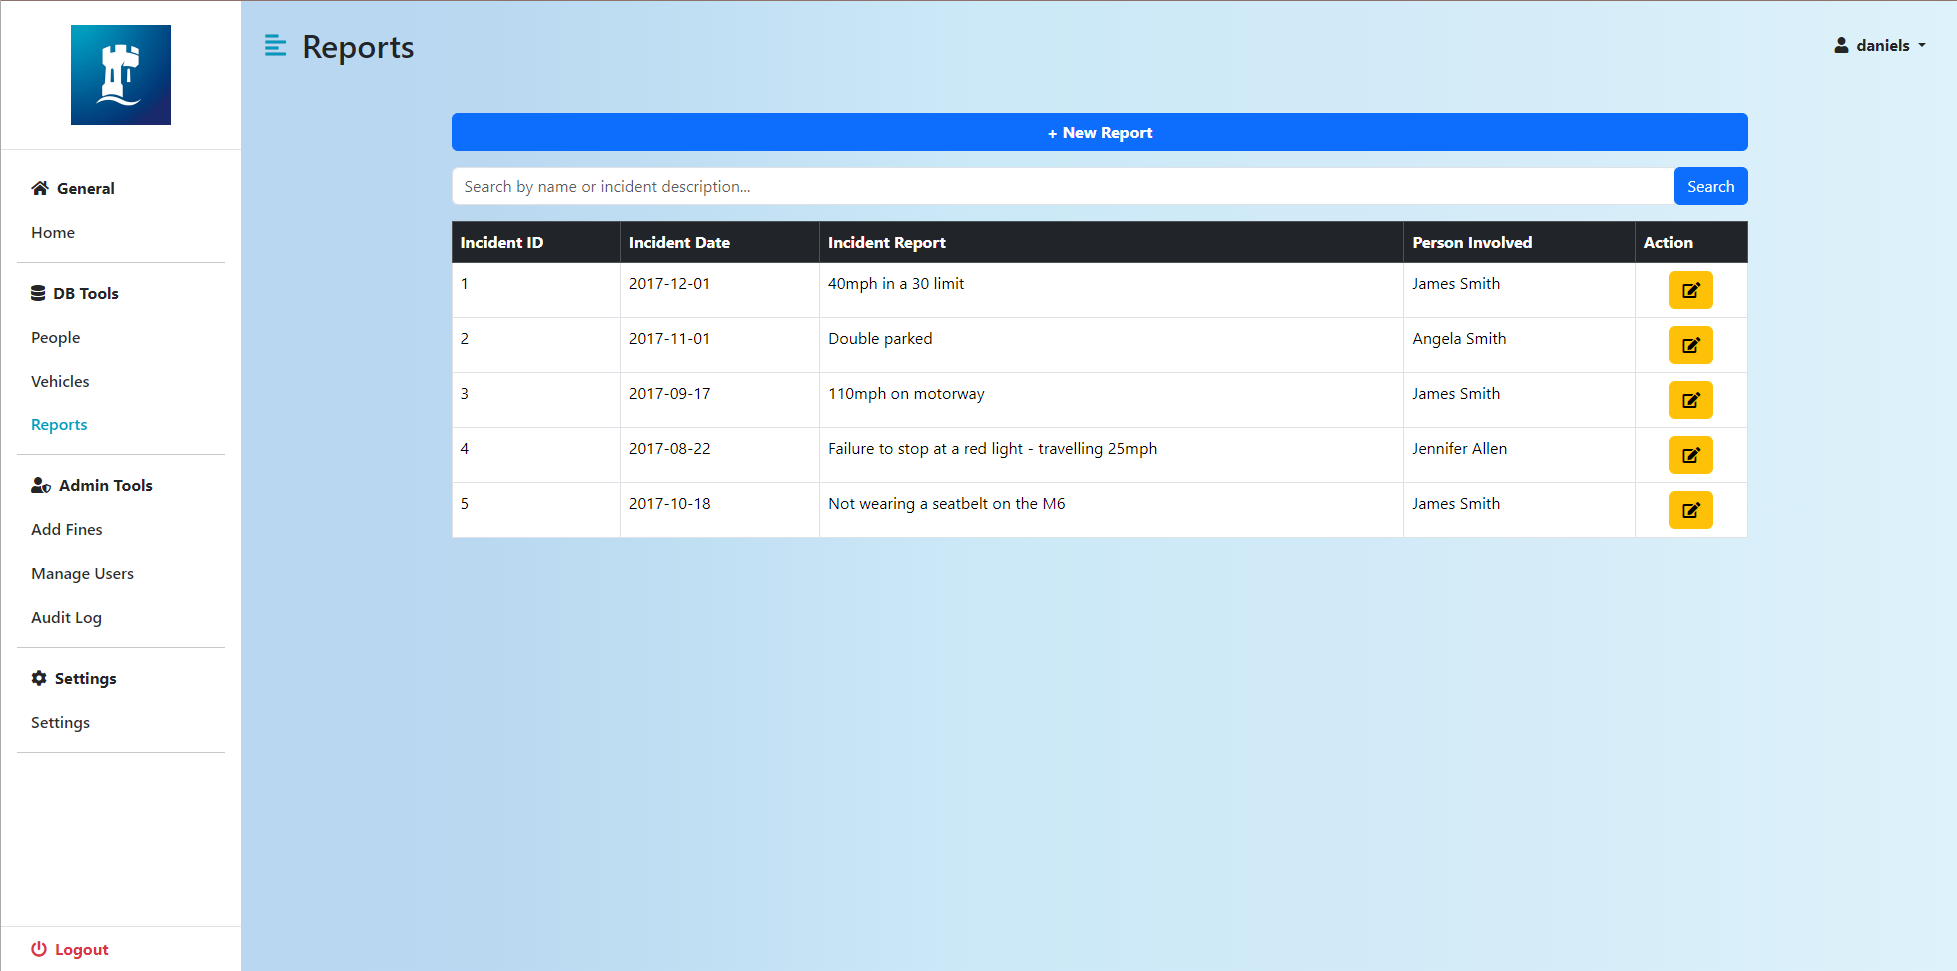 Reports
daniels
General
Home
DB Tools
People
Vehicles
Reports
Admin Tools
Add Fines
Manage Users
Audit Log
Settings
Settings
Logout
+ New Report
Search by name or incident description... Search
Incident ID Incident Date Incident Report Person Involved Action
1 2017-12-01 40mph in a 30 limit James Smith
2 2017-11-01 Double parked Angela Smith
3 2017-09-17 110mph on motorway James Smith
4 2017-08-22 Failure to stop at a red light - travelling 25mph Jennifer Allen
5 2017-10-18 Not wearing a seatbelt on the M6 James Smith